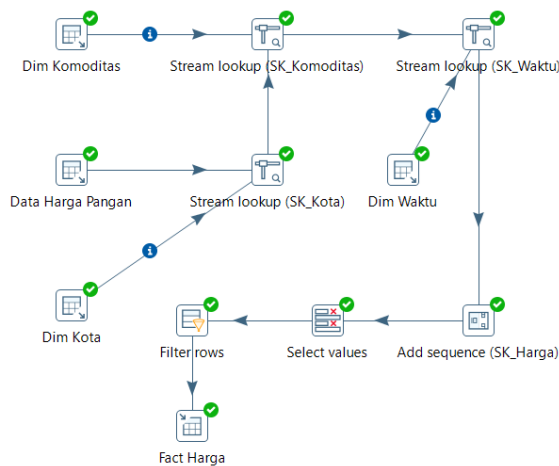 Dim Komoditas
Stream lookup (SK_Komoditas)
Stream lookup (SK_Waktu)
Data Harga Pangan
Stream lookup (SK_Kota)
Dim Waktu
Dim Kota
Filter rows
Select values
Add sequence (SK_Harga)
Fact Harga